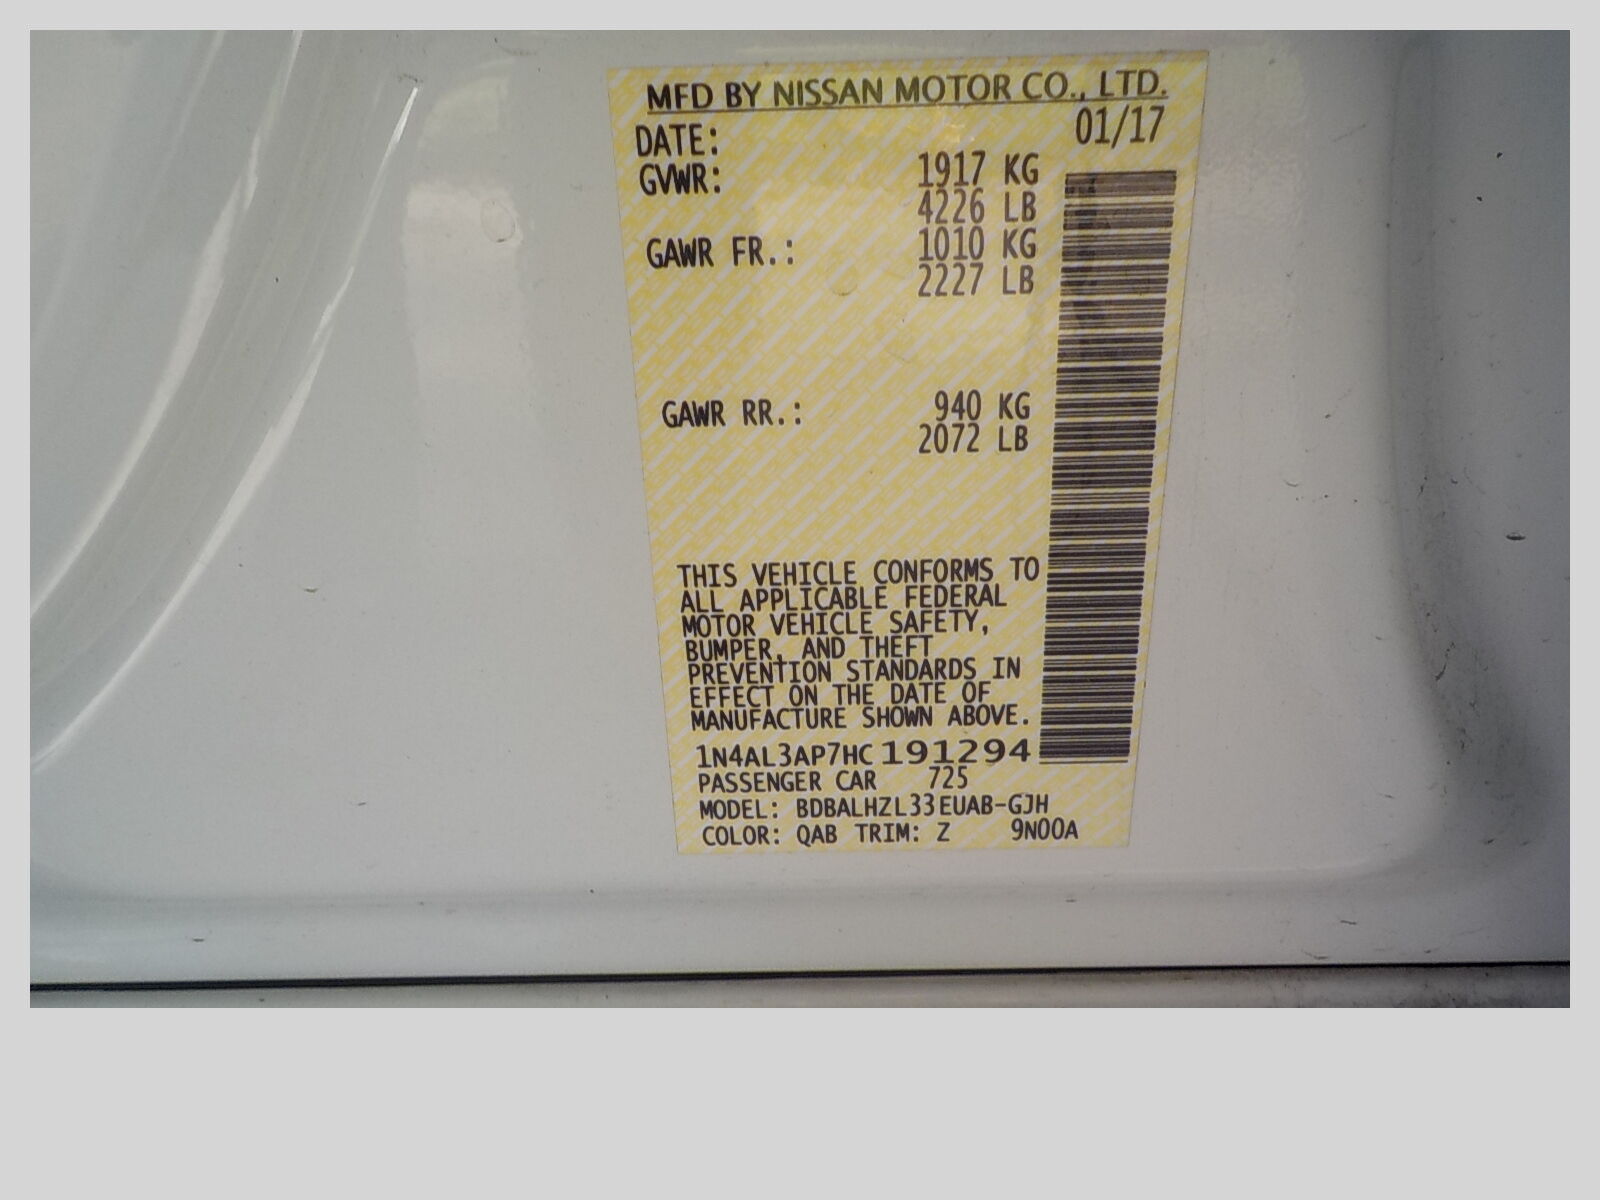 MFD BY NISSAN MOTOR CO., LTD.
DATE: 01/17
GVWR: 1917 KG
4226 LB
GAWR FR.: 1010 KG
2227 LB
GAWR RR.: 940 KG
2072 LB
THIS VEHICLE CONFORMS TO
ALL APPLICABLE FEDERAL
MOTOR VEHICLE SAFETY,
BUMPER, AND THEFT
PREVENTION STANDARDS IN
EFFECT ON THE DATE OF
MANUFACTURE SHOWN ABOVE.
1N4AL3AP7HC191294
PASSENGER CAR 725
MODEL: BDBALHZL33EUAB-GJH
COLOR: QAB TRIM: Z 9N00A